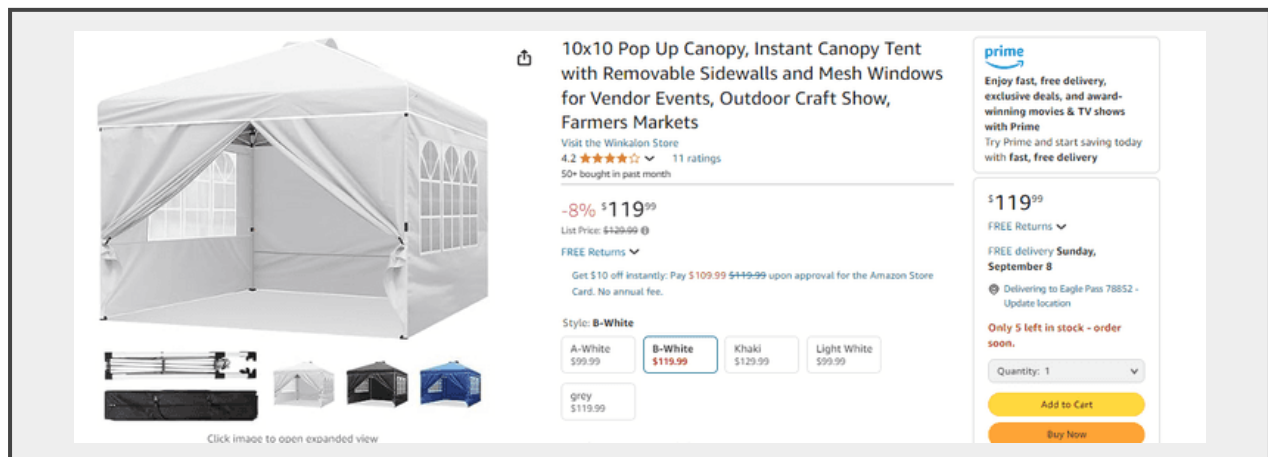 10x10 Pop Up Canopy, Instant Canopy Tent
with Removable Sidewalls and Mesh Windows
for Vendor Events, Outdoor Craft Show,
Farmers Markets
Visit the Winkalon Store
4.2 11 ratings
50+ bought in past month
-8% $119.99
List Price: $129.99
FREE Returns
Get $10 off instantly: Pay $109.99 $119.99 upon approval for the Amazon Store
Card. No annual fee.
Style: B-White
A-White B-White Khaki Light White
$99.99 $119.99 $129.99 $99.99
grey
$119.99
Click image to open expanded view
prime
Enjoy fast, free delivery,
exclusive deals, and award-
winning movies & TV shows
with Prime
Try Prime and start saving today
with fast, free delivery
$119.99
FREE Returns
FREE delivery Sunday,
September 8
Delivering to Eagle Pass 78852 -
Update location
Only 5 left in stock - order
soon.
Quantity: 1
Add to Cart
Buy Now